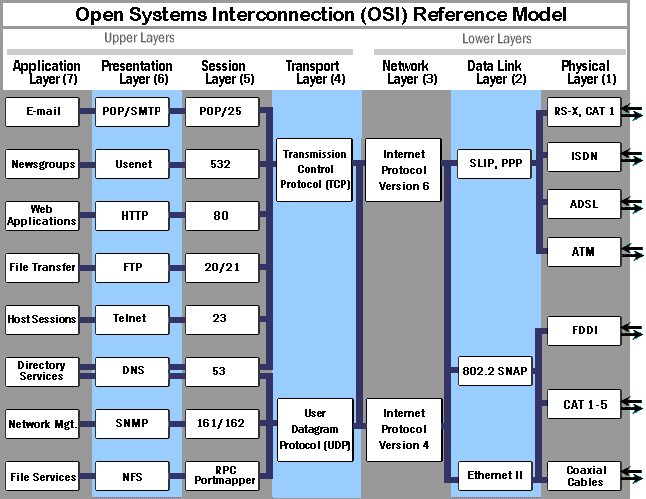 Open Systems Interconnection (OSI) Reference Model
Upper Layers
Lower Layers
Application
Layer (7)
Presentation
Layer (6)
Session
Layer (5)
Transport
Layer (4)
Network
Layer (3)
Data Link
Layer (2)
Physical
Layer (1)
E-mail
POP/SMTP
POP/25
Newsgroups
Usenet
532
Web
Applications
HTTP
80
File Transfer
FTP
20/21
Host Sessions
Telnet
23
Directory
Services
DNS
53
Network Mgt.
SNMP
161/162
File Services
NFS
RPC
Portmapper
Transmission
Control
Protocol (TCP)
User
Datagram
Protocol (UDP)
Internet
Protocol
Version 6
Internet
Protocol
Version 4
SLIP, PPP
802.2 SNAP
Ethernet II
RS-X, CAT 1
ISDN
ADSL
ATM
FDDI
CAT 1-5
Coaxial
Cables